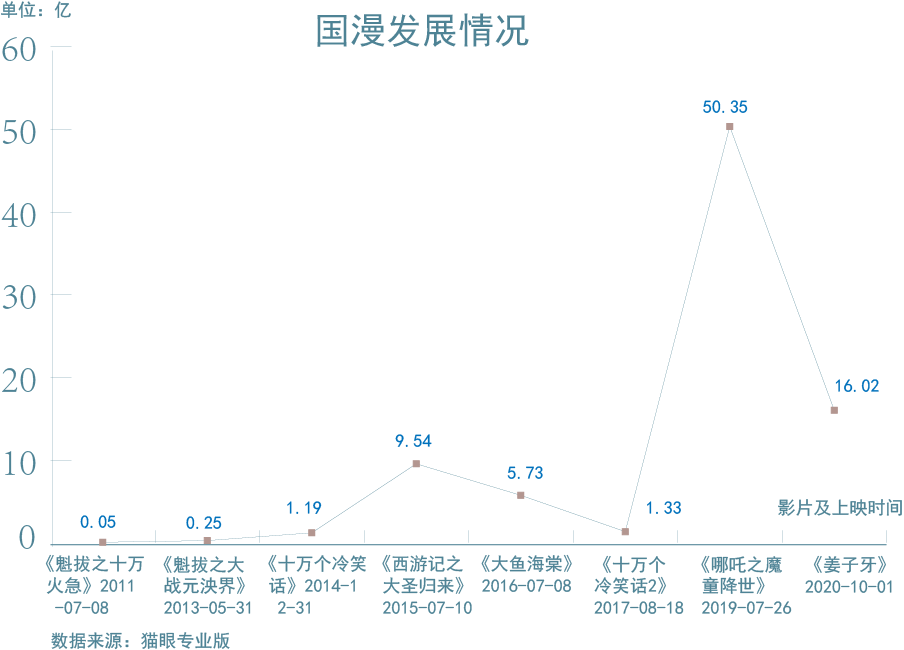 单位：亿
国漫发展情况
60
50
40
30
20
10
0
0.05
0.25
1.19
9.54
5.73
1.33
50.35
16.02
影片及上映时间
《魁拔之十万
火急》2011
-07-08
《魁拔之大
战元泱界》
2013-05-31
《十万个冷笑
话》2014-1
2-31
《西游记之
大圣归来》
2015-07-10
《大鱼海棠》
2016-07-08
《十万个
冷笑话2》
2017-08-18
《哪吒之魔
童降世》
2019-07-26
《姜子牙》
2020-10-01
数据来源：猫眼专业版